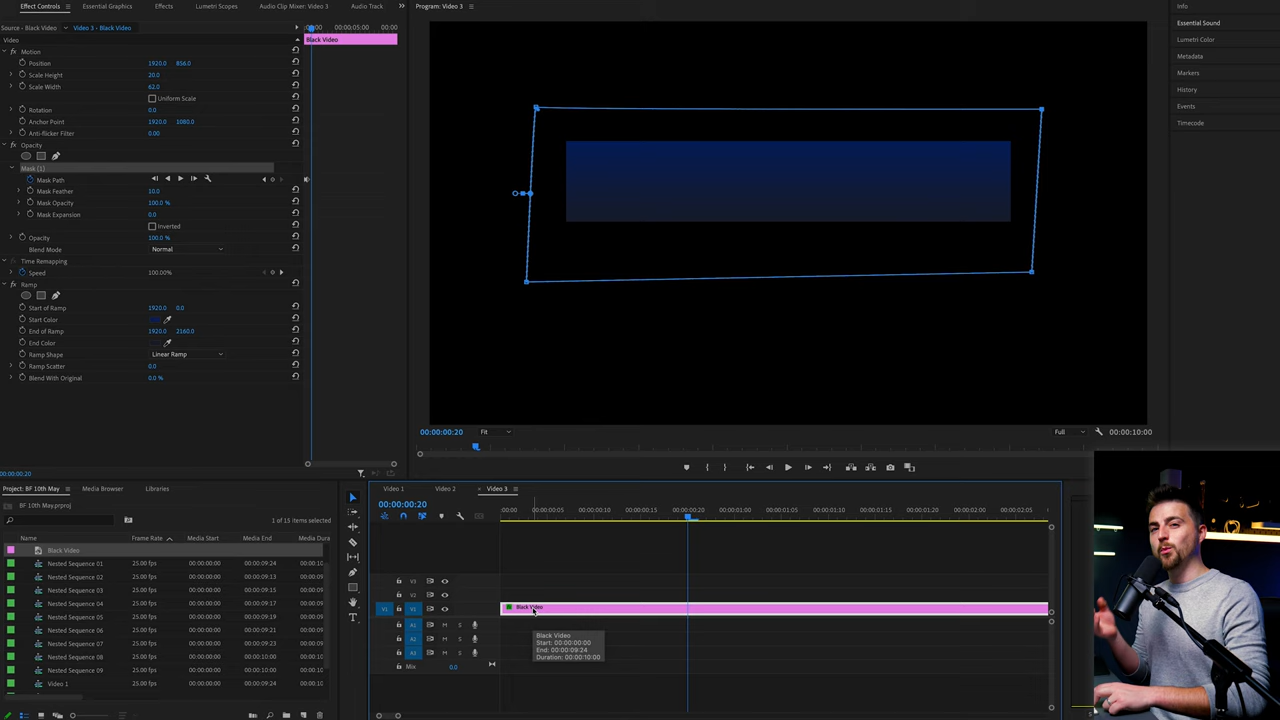 Effect Controls
Essential Graphics
Effects
Lumetri Scopes
Audio Clip Mixer: Video 3
Audio Track
Source - Black Video
Video 3 - Black Video
00:00
00:00:05:00
00:00
Video
Black Video
Motion
Position 1920.0 856.0
Scale Height 20.0
Scale Width 62.0
Uniform Scale
Rotation 0.0
Anchor Point 1920.0 1080.0
Anti-flicker Filter 0.00
Opacity
Mask (1)
Mask Path
Mask Feather 10.0
Mask Opacity 100.0 %
Mask Expansion 0.0
Inverted
Opacity 100.0 %
Blend Mode Normal
Time Remapping
Speed 100.00%
Ramp
Start of Ramp 1920.0 0.0
Start Color
End of Ramp 1920.0 2160.0
End Color
Ramp Shape Linear Ramp
Ramp Scatter 0.0
Blend With Original 0.0 %
00:00:00:20
Program: Video 3
00:00:00:20
Fit
Full
00:00:10:00
Info
Essential Sound
Lumetri Color
Metadata
Markers
History
Events
Timecode
Project: BF 10th May
Media Browser
Libraries
BF 10th May.prproj
1 of 15 items selected
Name Frame Rate Media Start Media End Media Dura
Black Video
Nested Sequence 01 25.00 fps 00:00:00:00 00:00:09:24 00:00:10
Nested Sequence 02 25.00 fps 00:00:00:00 00:00:09:13 00:00:09
Nested Sequence 03 25.00 fps 00:00:00:00 00:00:09:15 00:00:09
Nested Sequence 04 25.00 fps 00:00:00:00 00:00:09:23 00:00:09
Nested Sequence 05 25.00 fps 00:00:00:00 00:00:09:17 00:00:09
Nested Sequence 06 25.00 fps 00:00:00:00 00:00:09:24 00:00:10
Nested Sequence 07 25.00 fps 00:00:00:00 00:00:09:23 00:00:09
Nested Sequence 08 25.00 fps 00:00:00:00 00:00:09:24 00:00:10
Nested Sequence 09 25.00 fps 00:00:00:00 00:00:10:00 00:00:10
Video 1 25.00 fps 00:00:00:00 00:00:09:24 00:00:10
Video 1
Video 2
Video 3
00:00:00:20
:00:00
00:00:00:05
00:00:00:10
00:00:00:15
00:00:00:20
00:00:01:00
00:00:01:05
00:00:01:10
00:00:01:15
00:00:01:20
00:00:02:00
00:00:02:05
V3
V2
V1 V1
Black Video
A1 M S
A2 M S
A3 M S
Mix 0.0
Black Video
Start: 00:00:00:00
End: 00:00:09:24
Duration: 00:00:10:00